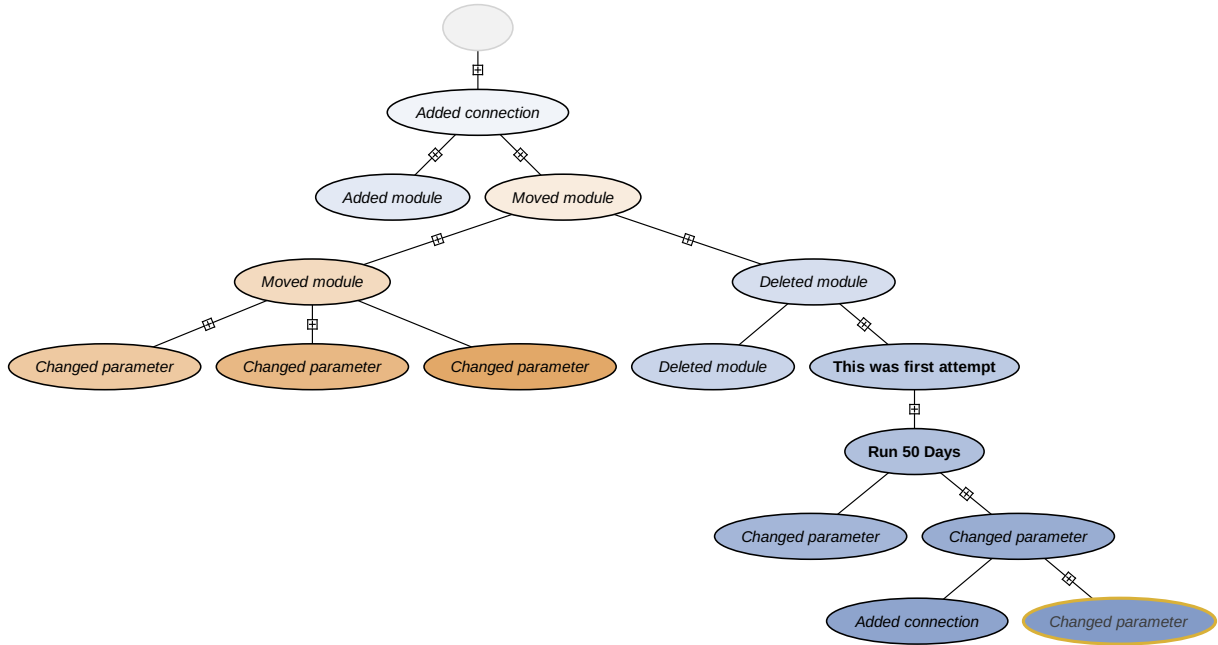 Added connection
Added module
Moved module
Moved module
Deleted module
Changed parameter
Changed parameter
Changed parameter
Deleted module
This was first attempt
Run 50 Days
Changed parameter
Changed parameter
Added connection
Changed parameter